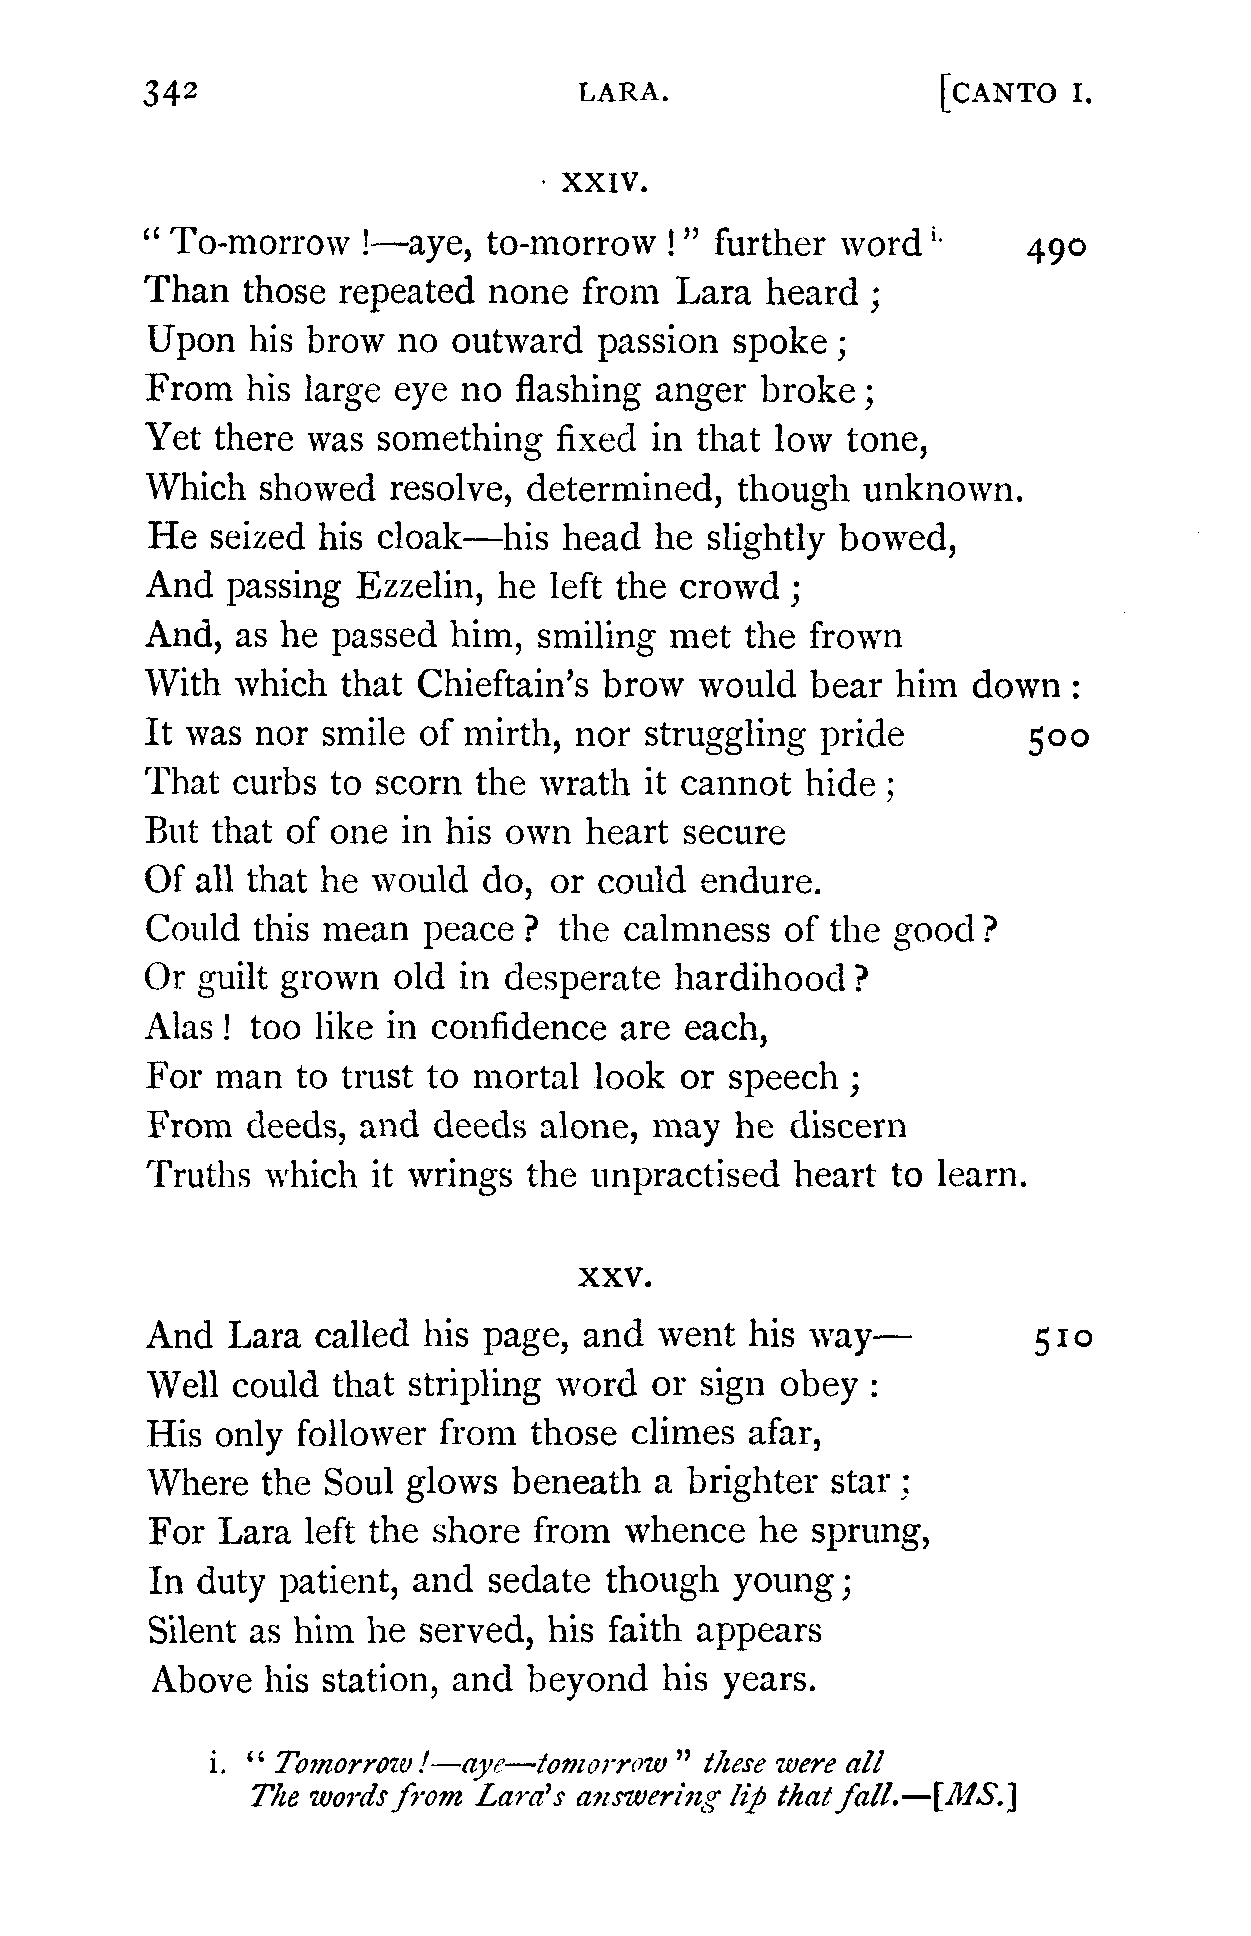 342 LARA. [CANTO I.
XXIV.
“ To-morrow !—aye, to-morrow ! ” further word i. 490
Than those repeated none from Lara heard ;
Upon his brow no outward passion spoke ;
From his large eye no flashing anger broke ;
Yet there was something fixed in that low tone,
Which showed resolve, determined, though unknown.
He seized his cloak—his head he slightly bowed,
And passing Ezzelin, he left the crowd ;
And, as he passed him, smiling met the frown
With which that Chieftain's brow would bear him down :
It was nor smile of mirth, nor struggling pride 500
That curbs to scorn the wrath it cannot hide ;
But that of one in his own heart secure
Of all that he would do, or could endure.
Could this mean peace ? the calmness of the good ?
Or guilt grown old in desperate hardihood ?
Alas ! too like in confidence are each,
For man to trust to mortal look or speech ;
From deeds, and deeds alone, may he discern
Truths which it wrings the unpractised heart to learn.
XXV.
And Lara called his page, and went his way— 510
Well could that stripling word or sign obey :
His only follower from those climes afar,
Where the Soul glows beneath a brighter star ;
For Lara left the shore from whence he sprung,
In duty patient, and sedate though young ;
Silent as him he served, his faith appears
Above his station, and beyond his years.
i. “ Tomorrow !—aye—tomorrow ” these were all
The words from Lara's answering lip that fall.—[MS.]